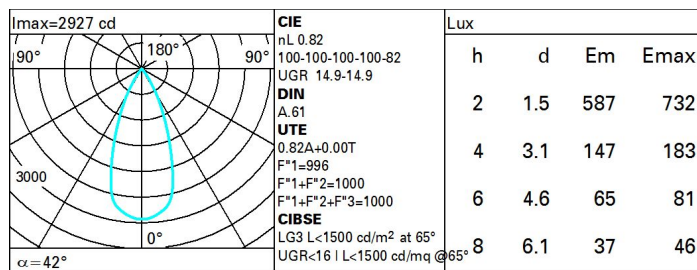 Imax=2927 cd
90°
180°
90°
3000
0°
α=42°
CIE
nL 0.82
100-100-100-100-82
UGR 14.9-14.9
DIN
A.61
UTE
0.82A+0.00T
F"1=996
F"1+F"2=1000
F"1+F"2+F"3=1000
CIBSE
LG3 L<1500 cd/m² at 65°
UGR<16 | L<1500 cd/mq @65°
Lux
h d Em Emax
2 1.5 587 732
4 3.1 147 183
6 4.6 65 81
8 6.1 37 46